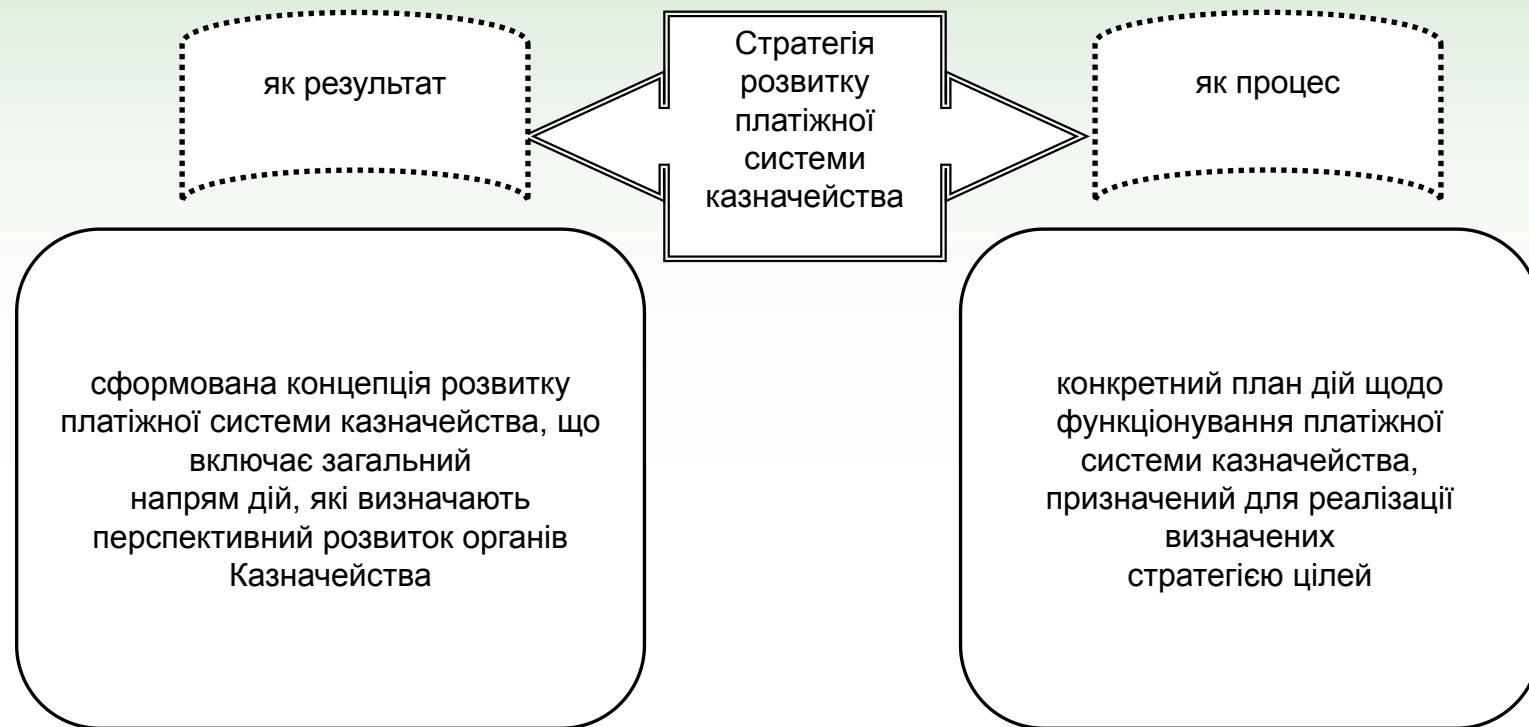 Стратегія
розвитку
платіжної
системи
казначейства
як результат
як процес
сформована концепція розвитку
платіжної системи казначейства, що
включає загальний
напрям дій, які визначають
перспективний розвиток органів
Казначейства
конкретний план дій щодо
функціонування платіжної
системи казначейства,
призначений для реалізації
визначених
стратегією цілей